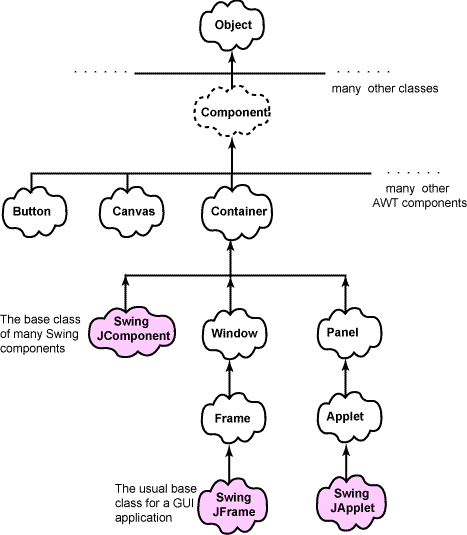 Object
many other classes
Component
many other
AWT components
Button
Canvas
Container
The base class
of many Swing
components
Swing
JComponent
Window
Panel
Frame
Applet
The usual base
class for a GUI
application
Swing
JFrame
Swing
JApplet